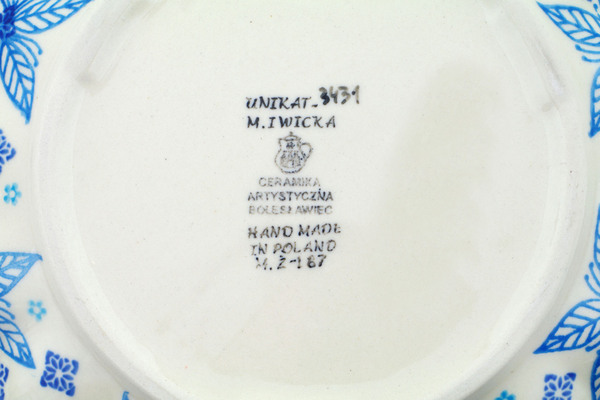 UNIKAT-3431
M.IWICKA
CERAMIKA
ARTYSTYCZNA
BOLESŁAWIEC
HAND MADE
IN POLAND
M.Ż-187